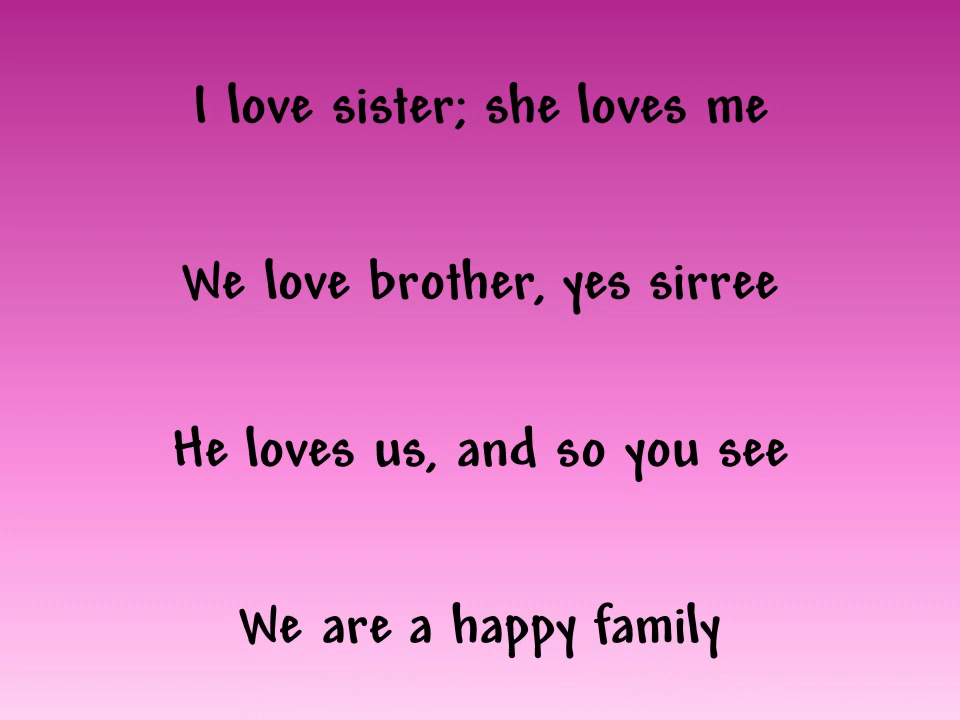 I love sister; she loves me
We love brother, yes sirree
He loves us, and so you see
We are a happy family